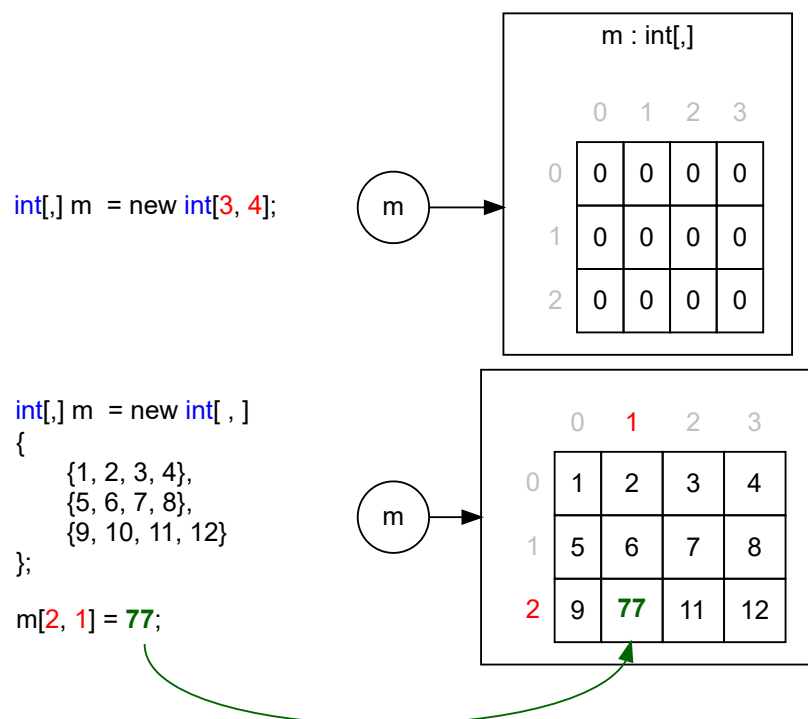 m : int[,]
0 1 2 3
0 0 0 0 0
int[,] m  = new int[3, 4];
m
1 0 0 0 0
2 0 0 0 0
int[,] m  = new int[ , ]
{
{1, 2, 3, 4},
{5, 6, 7, 8},
{9, 10, 11, 12}
};
m[2, 1] = 77;
m
0 1 2 3
0 1 2 3 4
1 5 6 7 8
2 9 77 11 12